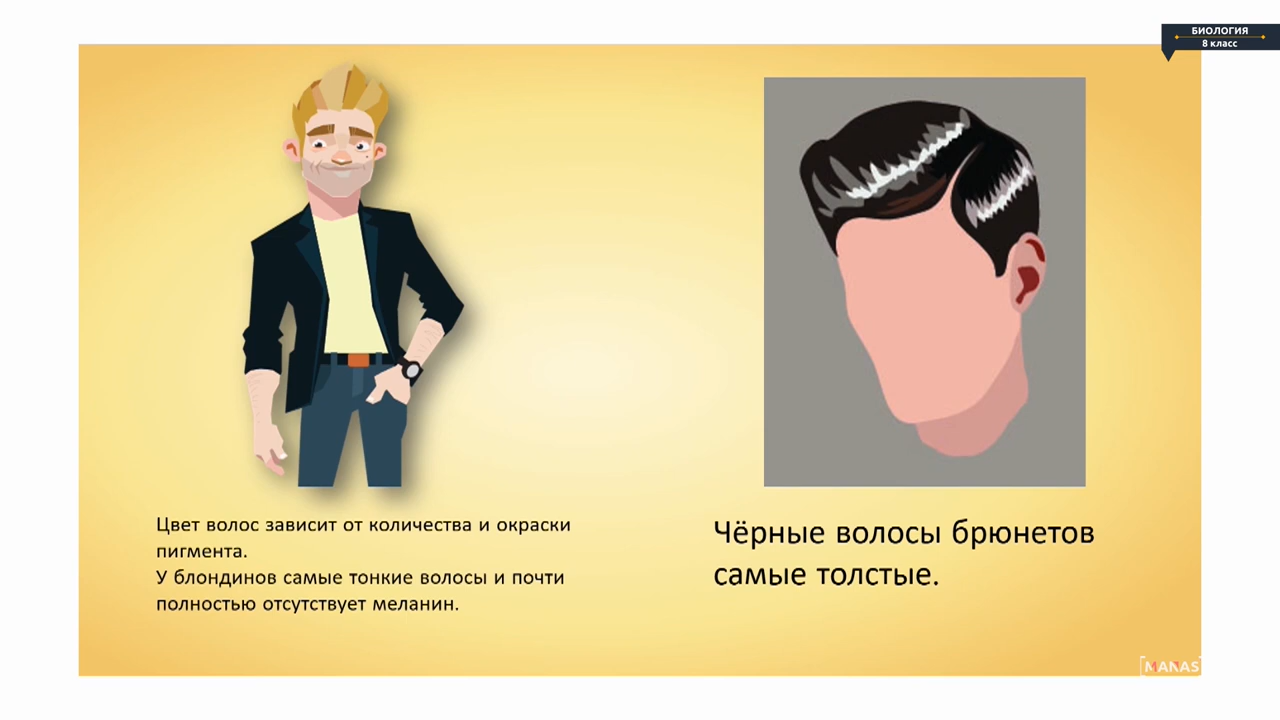 БИОЛОГИЯ
8 класс
Цвет волос зависит от количества и окраски
пигмента.
У блондинов самые тонкие волосы и почти
полностью отсутствует меланин.
Чёрные волосы брюнетов
самые толстые.
MANAS